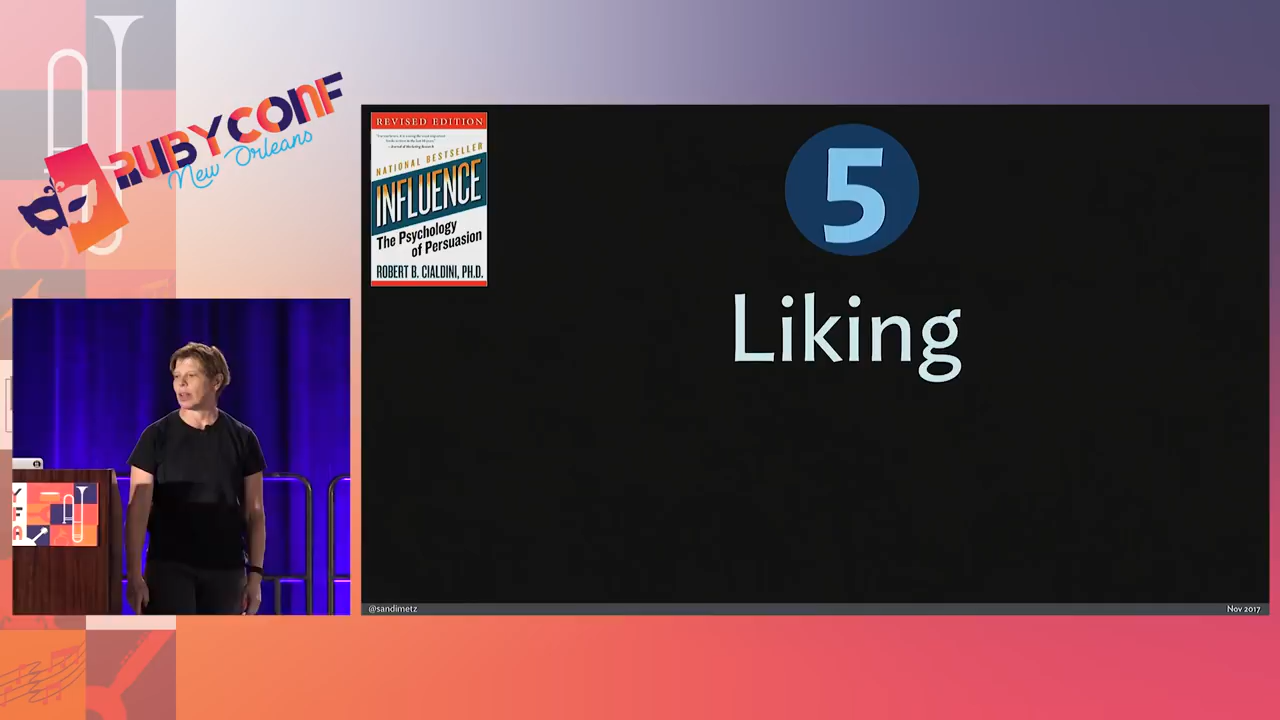 RUBYCONF
New Orleans
REVISED EDITION
NATIONAL BESTSELLER
INFLUENCE
The Psychology
of Persuasion
ROBERT B. CIALDINI, PH.D.
5
Liking
Y
F
A
@sandimetz
Nov 2017